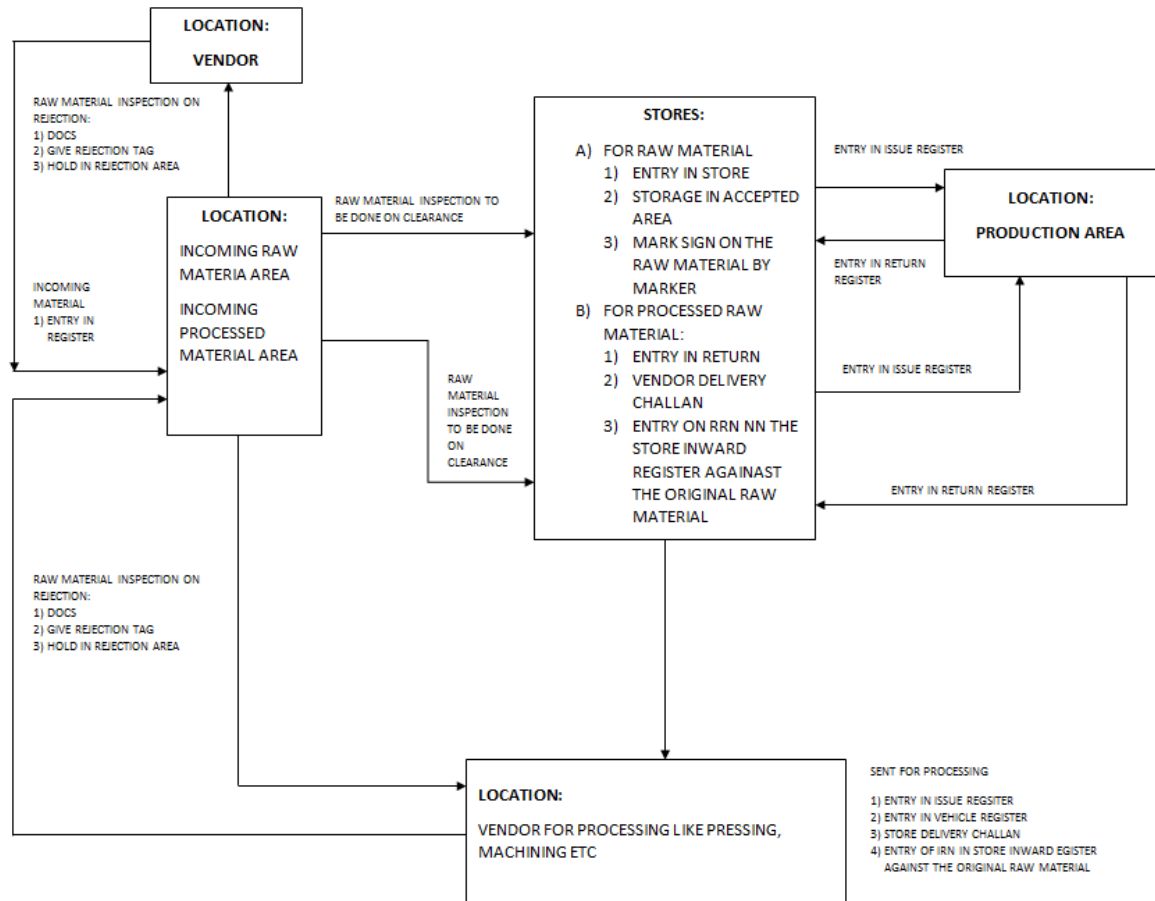 LOCATION:
VENDOR
RAW MATERIAL INSPECTION ON
REJECTION:
1) DOCS
2) GIVE REJECTION TAG
3) HOLD IN REJECTION AREA
INCOMING
MATERIAL
1) ENTRY IN
REGISTER
LOCATION:
INCOMING RAW
MATERIA AREA
INCOMING
PROCESSED
MATERIAL AREA
RAW MATERIAL INSPECTION TO
BE DONE ON CLEARANCE
RAW
MATERIAL
INSPECTION
TO BE DONE
ON
CLEARANCE
STORES:
A) FOR RAW MATERIAL
1) ENTRY IN STORE
2) STORAGE IN ACCEPTED
AREA
3) MARK SIGN ON THE
RAW MATERIAL BY
MARKER
B) FOR PROCESSED RAW
MATERIAL:
1) ENTRY IN RETURN
2) VENDOR DELIVERY
CHALLAN
3) ENTRY ON RRN NN THE
STORE INWARD
REGISTER AGAINAST
THE ORIGINAL RAW
MATERIAL
ENTRY IN ISSUE REGISTER
LOCATION:
PRODUCTION AREA
ENTRY IN RETURN
REGISTER
ENTRY IN ISSUE REGISTER
ENTRY IN RETURN REGISTER
RAW MATERIAL INSPECTION ON
REJECTION:
1) DOCS
2) GIVE REJECTION TAG
3) HOLD IN REJECTION AREA
LOCATION:
VENDOR FOR PROCESSING LIKE PRESSING,
MACHINING ETC
SENT FOR PROCESSING
1) ENTRY IN ISSUE REGSITER
2) ENTRY IN VEHICLE REGISTER
3) STORE DELIVERY CHALLAN
4) ENTRY OF IRN IN STORE INWARD EGISTER
AGAINST THE ORIGINAL RAW MATERIAL